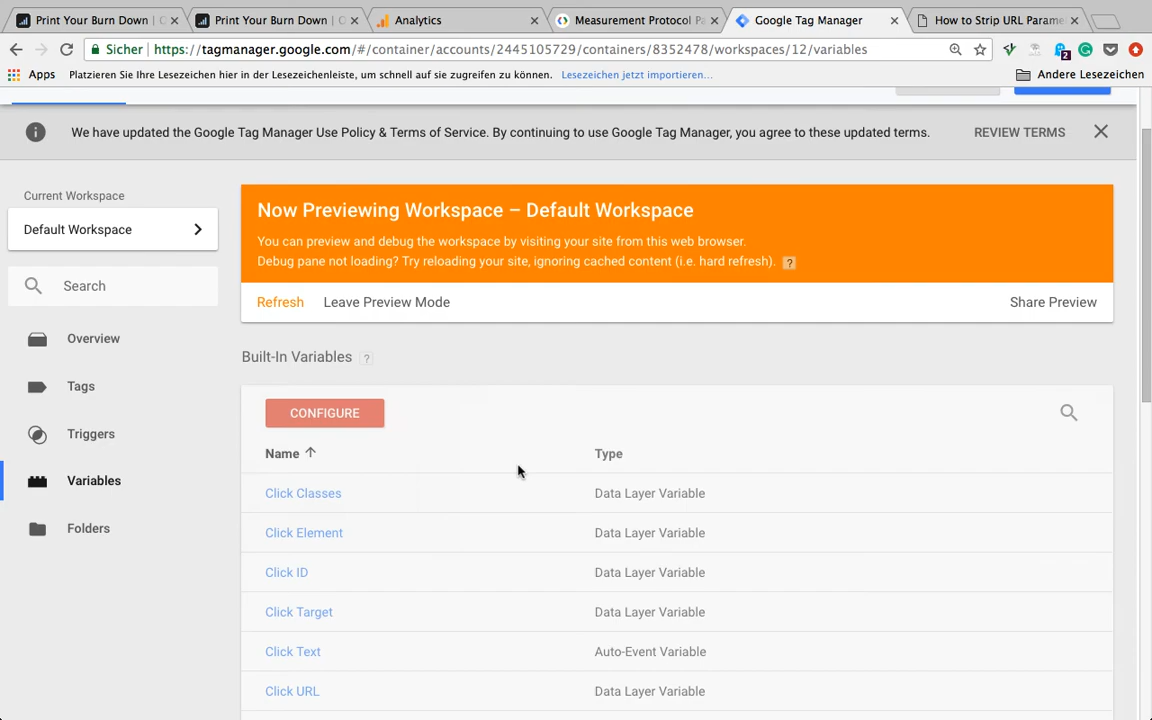 Print Your Burn Down | C
Print Your Burn Down | C
Analytics
Measurement Protocol Pa
Google Tag Manager
How to Strip URL Parame
Sicher https://tagmanager.google.com/#/container/accounts/2445105729/containers/8352478/workspaces/12/variables
2
Apps Platzieren Sie Ihre Lesezeichen hier in der Lesezeichenleiste, um schnell auf sie zugreifen zu können. Lesezeichen jetzt importieren... Andere Lesezeichen
We have updated the Google Tag Manager Use Policy & Terms of Service. By continuing to use Google Tag Manager, you agree to these updated terms. REVIEW TERMS
Current Workspace
Default Workspace
Search
Overview
Tags
Triggers
Variables
Folders
Now Previewing Workspace – Default Workspace
You can preview and debug the workspace by visiting your site from this web browser.
Debug pane not loading? Try reloading your site, ignoring cached content (i.e. hard refresh). ?
Refresh Leave Preview Mode Share Preview
Built-In Variables ?
CONFIGURE
Name Type
Click Classes Data Layer Variable
Click Element Data Layer Variable
Click ID Data Layer Variable
Click Target Data Layer Variable
Click Text Auto-Event Variable
Click URL Data Layer Variable